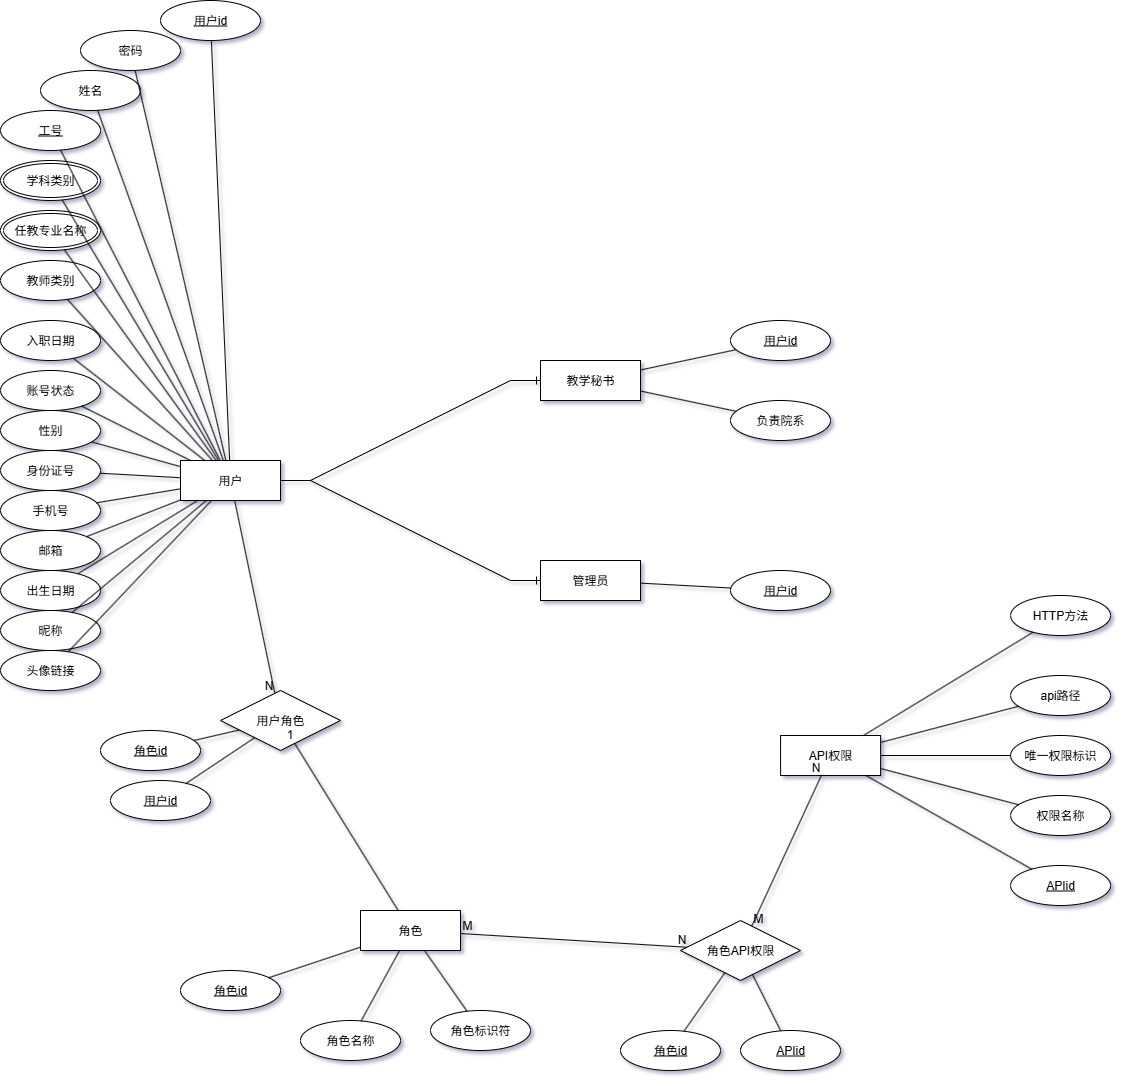 用户id
密码
姓名
工号
学科类别
任教专业名称
教师类别
入职日期
账号状态
性别
身份证号
手机号
邮箱
出生日期
昵称
头像链接
用户
教学秘书
用户id
负责院系
管理员
用户id
N
用户角色
1
角色id
用户id
HTTP方法
api路径
唯一权限标识
权限名称
APIid
API权限
N
角色
M
N
M
角色API权限
角色id
角色名称
角色标识符
角色id
APIid